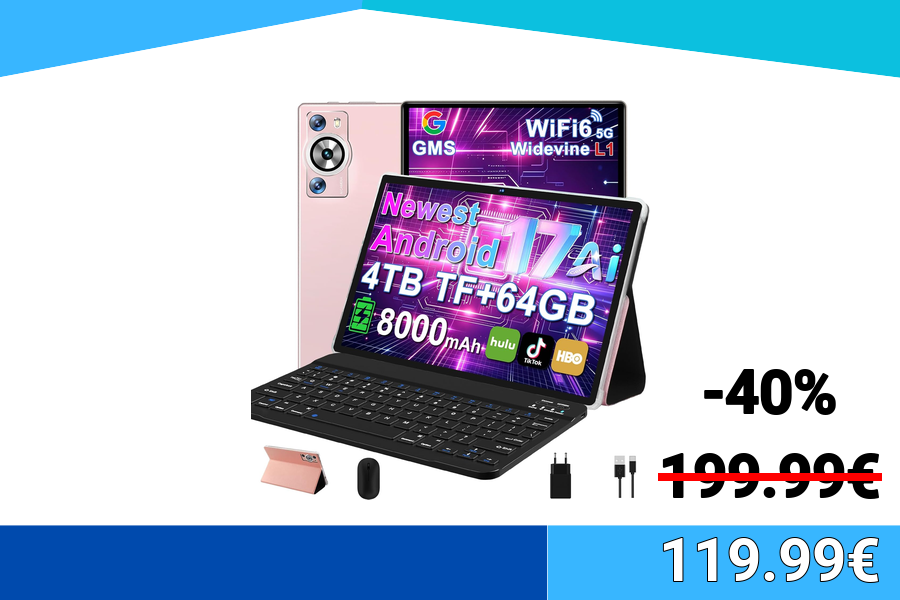 GMS
WiFi6 5G
Widevine L1
Newest
Android 17 Ai
4TB TF+64GB
8000mAh
hulu
TikTok
HBO
-40%
199.99€
119.99€